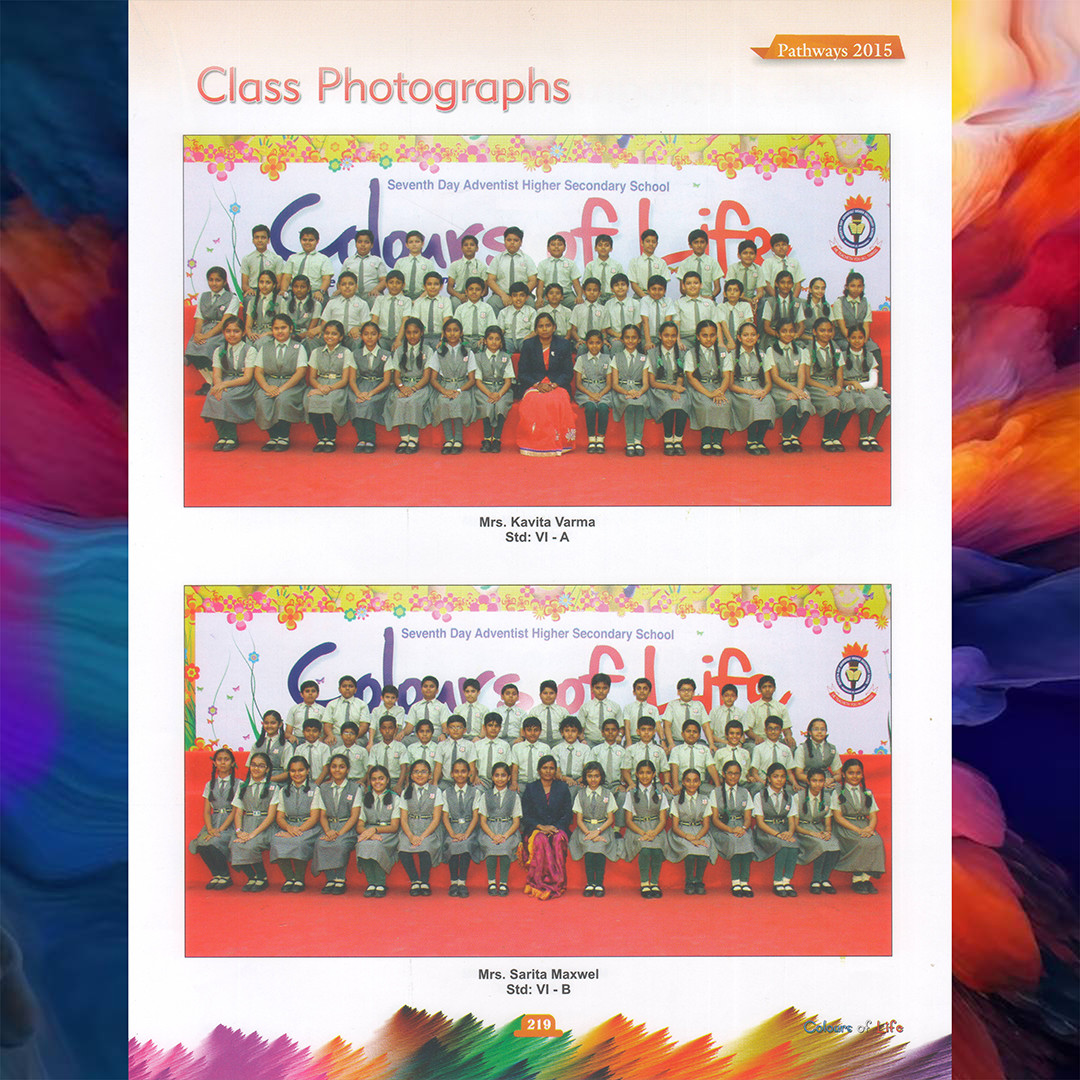 Pathways 2015
Class Photographs
Seventh Day Adventist Higher Secondary School
Colours of Life
Mrs. Kavita Varma
Std: VI - A
Seventh Day Adventist Higher Secondary School
Colours of Life
Mrs. Sarita Maxwel
Std: VI - B
219
Colours of Life